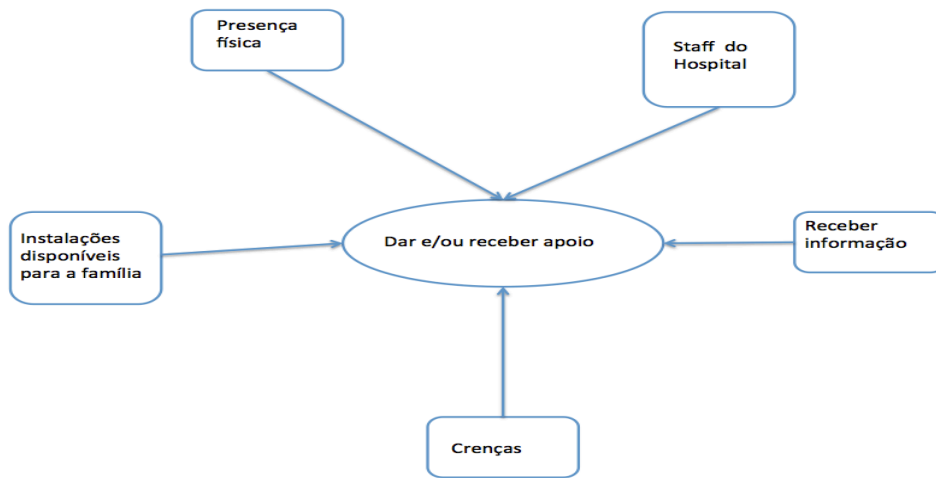 Presença
física
Staff do
Hospital
Instalações
disponíveis
para a família
Dar e/ou receber apoio
Receber
informação
Crenças